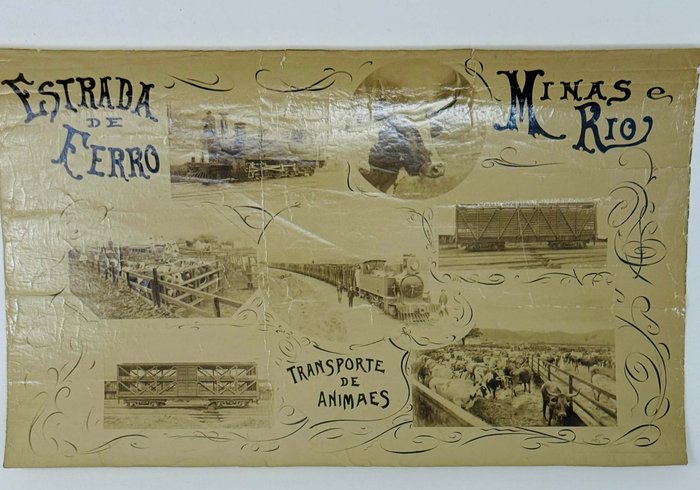 ESTRADA
DE
FERRO
MINAS e
RIO
TRANSPORTE
DE
ANIMAES